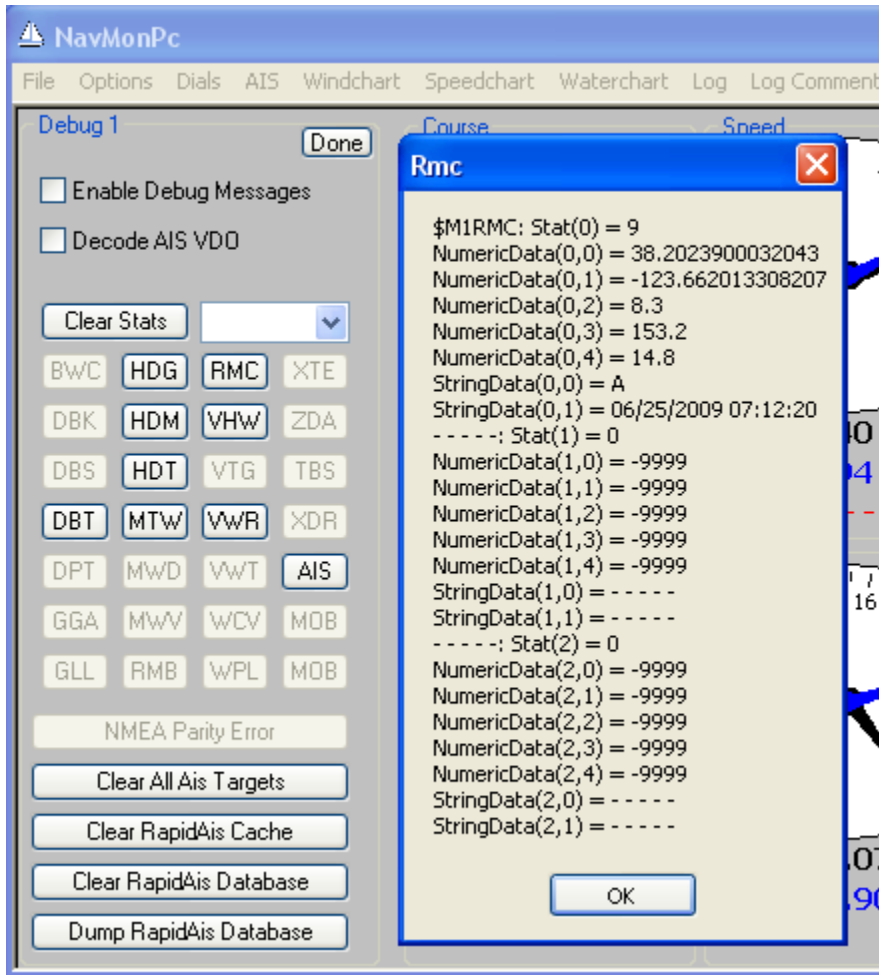 NavMonPc
File Options Dials AIS Windchart Speedchart Waterchart Log Log Comment
Debug 1
Done
Enable Debug Messages
Decode AIS VDO
Clear Stats
BWC HDG RMC XTE
DBK HDM VHW ZDA
DBS HDT VTG TBS
DBT MTW VWR XDR
DPT MWD VWT AIS
GGA MWV WCV MOB
GLL RMB WPL MOB
NMEA Parity Error
Clear All Ais Targets
Clear RapidAis Cache
Clear RapidAis Database
Dump RapidAis Database
Course
Speed
Rmc
$M1RMC: Stat(0) = 9
NumericData(0,0) = 38.2023900032043
NumericData(0,1) = -123.662013308207
NumericData(0,2) = 8.3
NumericData(0,3) = 153.2
NumericData(0,4) = 14.8
StringData(0,0) = A
StringData(0,1) = 06/25/2009 07:12:20
- - - - -: Stat(1) = 0
NumericData(1,0) = -9999
NumericData(1,1) = -9999
NumericData(1,2) = -9999
NumericData(1,3) = -9999
NumericData(1,4) = -9999
StringData(1,0) = - - - - -
StringData(1,1) = - - - - -
- - - - -: Stat(2) = 0
NumericData(2,0) = -9999
NumericData(2,1) = -9999
NumericData(2,2) = -9999
NumericData(2,3) = -9999
NumericData(2,4) = -9999
StringData(2,0) = - - - - -
StringData(2,1) = - - - - -
OK
16